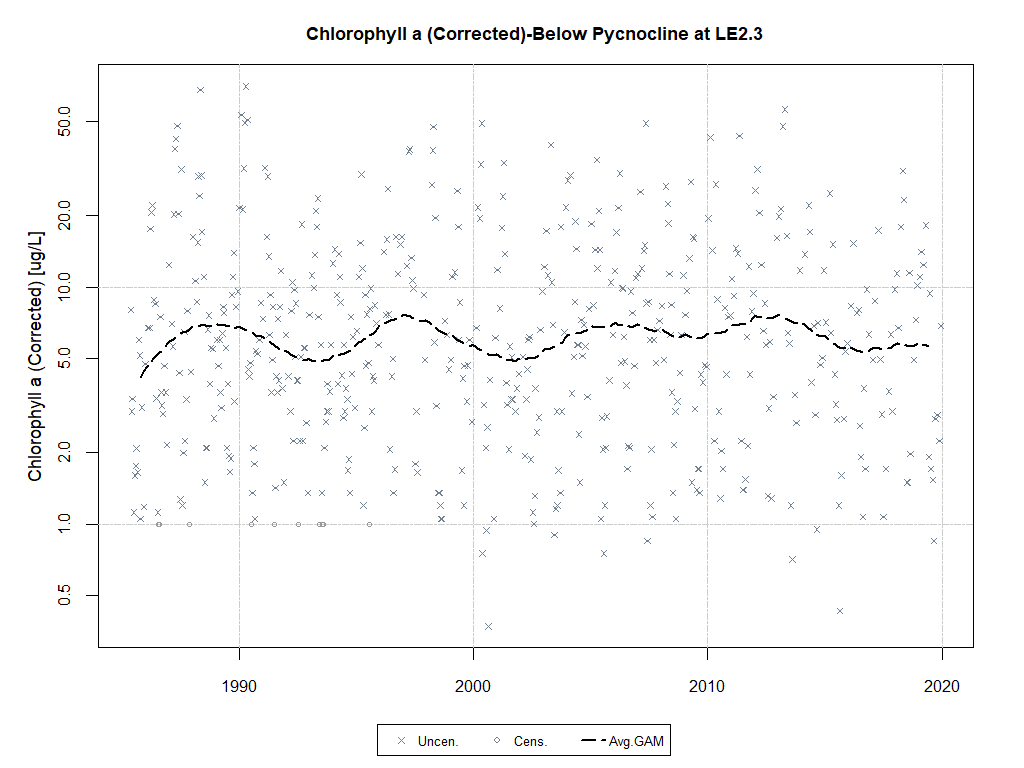 Chlorophyll a (Corrected)-Below Pycnocline at LE2.3
Chlorophyll a (Corrected) [ug/L]
50.0
20.0
10.0
5.0
2.0
1.0
0.5
1990 2000 2010 2020
Uncen. Cens. Avg.GAM